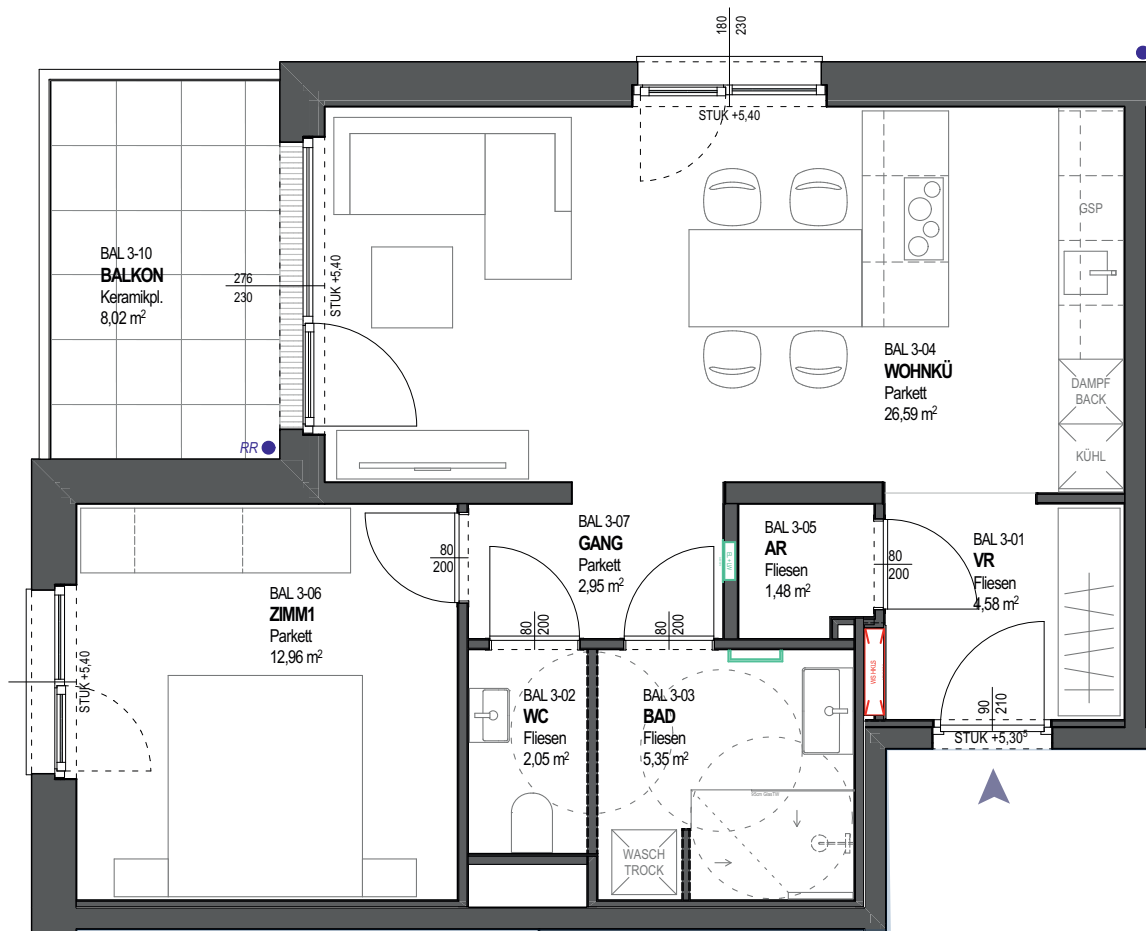 180
230
STUK +5,40
BAL 3-10
BALKON
Keramikpl.
8,02 m²
276
230
STUK +5,40
RR
GSP
BAL 3-04
WOHNKÜ
Parkett
26,59 m²
DAMPF
BACK
KÜHL
BAL 3-07
GANG
Parkett
2,95 m²
80
200
BAL 3-05
AR
Fliesen
1,48 m²
80
200
BAL 3-01
VR
Fliesen
4,58 m²
BAL 3-06
ZIMM1
Parkett
12,96 m²
STUK +5,40
80
200
80
200
BAL 3-02
WC
Fliesen
2,05 m²
BAL 3-03
BAD
Fliesen
5,35 m²
90
210
STUK +5,30⁵
WASCH
TROCK